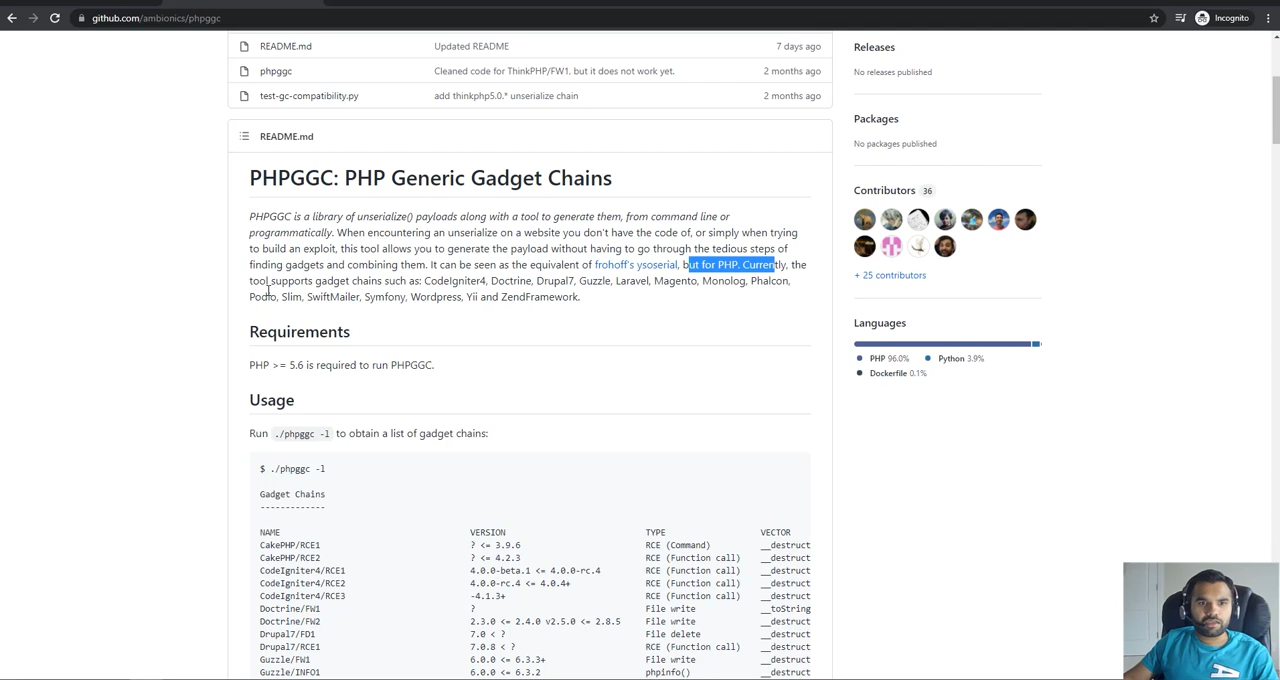 github.com/ambionics/phpggc
Incognito
README.md Updated README 7 days ago
phpggc Cleaned code for ThinkPHP/FW1, but it does not work yet. 2 months ago
test-gc-compatibility.py add thinkphp5.0.* unserialize chain 2 months ago
README.md
PHPGGC: PHP Generic Gadget Chains
PHPGGC is a library of unserialize() payloads along with a tool to generate them, from command line or
programmatically. When encountering an unserialize on a website you don't have the code of, or simply when trying
to build an exploit, this tool allows you to generate the payload without having to go through the tedious steps of
finding gadgets and combining them. It can be seen as the equivalent of frohoff's ysoserial, but for PHP. Currently, the
tool supports gadget chains such as: CodeIgniter4, Doctrine, Drupal7, Guzzle, Laravel, Magento, Monolog, Phalcon,
Podio, Slim, SwiftMailer, Symfony, Wordpress, Yii and ZendFramework.
Requirements
PHP >= 5.6 is required to run PHPGGC.
Usage
Run ./phpggc -l to obtain a list of gadget chains:
$ ./phpggc -l
Gadget Chains
-------------
NAME VERSION TYPE VECTOR
CakePHP/RCE1 ? <= 3.9.6 RCE (Command) __destruct
CakePHP/RCE2 ? <= 4.2.3 RCE (Function call) __destruct
CodeIgniter4/RCE1 4.0.0-beta.1 <= 4.0.0-rc.4 RCE (Function call) __destruct
CodeIgniter4/RCE2 4.0.0-rc.4 <= 4.0.4+ RCE (Function call) __destruct
CodeIgniter4/RCE3 -4.1.3+ RCE (Function call) __destruct
Doctrine/FW1 ? File write __toString
Doctrine/FW2 2.3.0 <= 2.4.0 v2.5.0 <= 2.8.5 File write __destruct
Drupal7/FD1 7.0 < ? File delete __destruct
Drupal7/RCE1 7.0.8 < ? RCE (Function call) __destruct
Guzzle/FW1 6.0.0 <= 6.3.3+ File write __destruct
Guzzle/INFO1 6.0.0 <= 6.3.2 phpinfo() __destruct
Releases
No releases published
Packages
No packages published
Contributors 36
+ 25 contributors
Languages
PHP 96.0% Python 3.9%
Dockerfile 0.1%